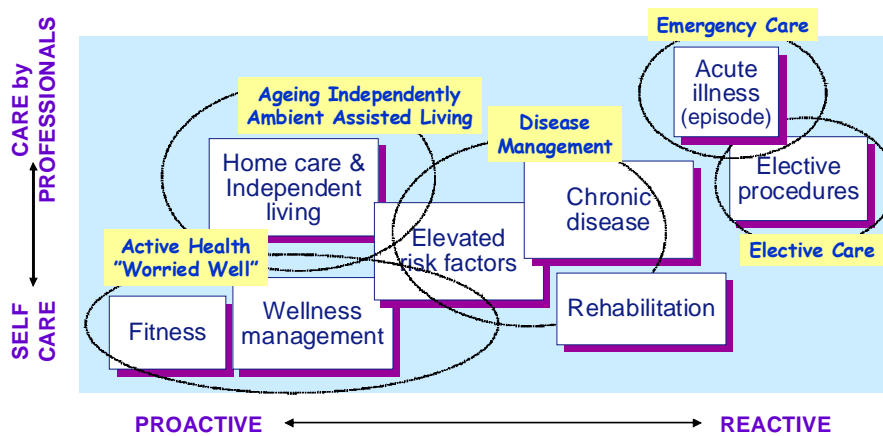 Emergency Care
Acute
illness
(episode)
CARE by
PROFESSIONALS
Ageing Independently
Ambient Assisted Living
Disease
Management
Home care &
Independent
living
Chronic
disease
Elective
procedures
Elective Care
Elevated
risk factors
Active Health
”Worried Well”
SELF
CARE
Fitness
Wellness
management
Rehabilitation
PROACTIVE
REACTIVE